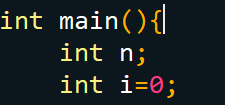 int main(){
    int n;
    int i=0;